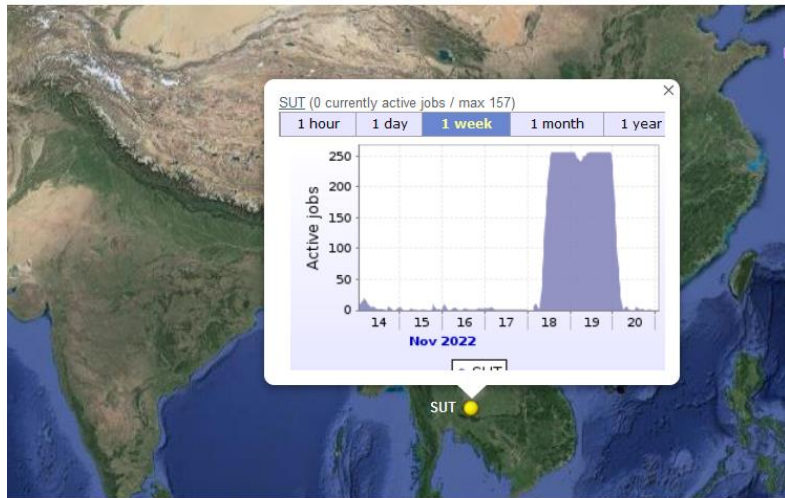 SUT (0 currently active jobs / max 157)
1 hour 1 day 1 week 1 month 1 year
Active jobs
250
200
150
100
50
0
14 15 16 17 18 19 20
Nov 2022
SUT
SUT